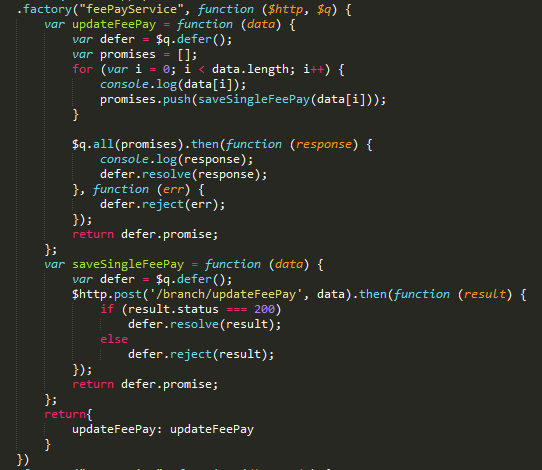 .factory("feePayService", function ($http, $q) {
    var updateFeePay = function (data) {
        var defer = $q.defer();
        var promises = [];
        for (var i = 0; i < data.length; i++) {
            console.log(data[i]);
            promises.push(saveSingleFeePay(data[i]));
        }

        $q.all(promises).then(function (response) {
            console.log(response);
            defer.resolve(response);
        }, function (err) {
            defer.reject(err);
        });
        return defer.promise;
    };
    var saveSingleFeePay = function (data) {
        var defer = $q.defer();
        $http.post('/branch/updateFeePay', data).then(function (result) {
            if (result.status === 200)
                defer.resolve(result);
            else
                defer.reject(result);
        });
        return defer.promise;
    };
    return{
        updateFeePay: updateFeePay
    }
})